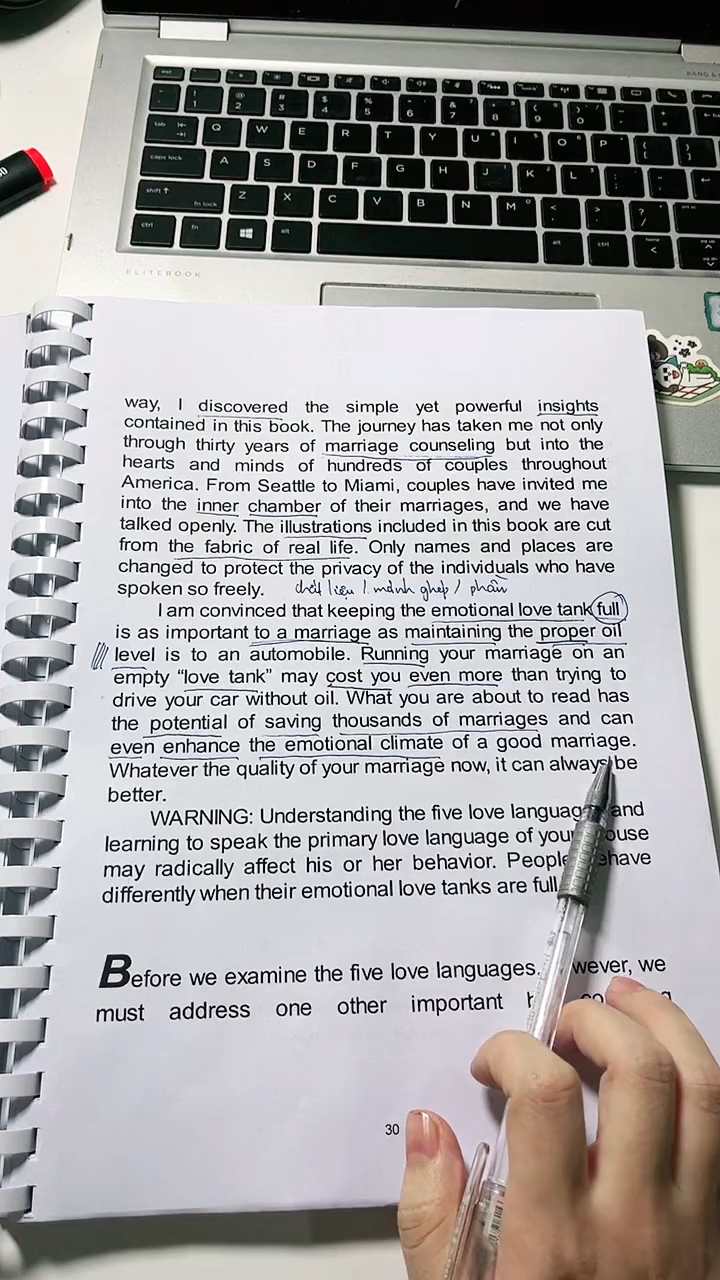 ELITEBOOK
way, I discovered the simple yet powerful insights
contained in this book. The journey has taken me not only
through thirty years of marriage counseling but into the
hearts and minds of hundreds of couples throughout
America. From Seattle to Miami, couples have invited me
into the inner chamber of their marriages, and we have
talked openly. The illustrations included in this book are cut
from the fabric of real life. Only names and places are
changed to protect the privacy of the individuals who have
spoken so freely. chất liệu / mảnh ghép / phần
I am convinced that keeping the emotional love tank full
is as important to a marriage as maintaining the proper oil
level is to an automobile. Running your marriage on an
empty “love tank” may cost you even more than trying to
drive your car without oil. What you are about to read has
the potential of saving thousands of marriages and can
even enhance the emotional climate of a good marriage.
Whatever the quality of your marriage now, it can always be
better.
WARNING: Understanding the five love and
learning to speak the primary love language of
may radically affect his or her behavior.
differently when their emotional love tanks are full
Before we examine the five love languages, we
must address one other important
30